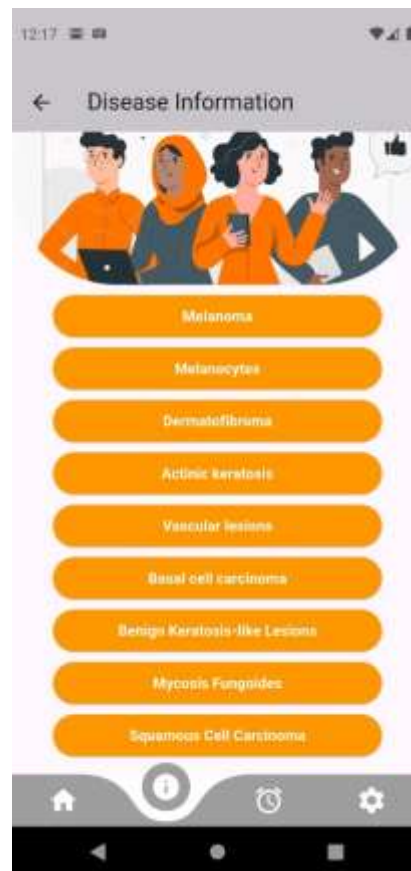 12:17
Disease Information
Melanoma
Melanocytes
Dermatofibroma
Actinic keratosis
Vascular lesions
Basal cell carcinoma
Benign Keratosis-like Lesions
Mycosis Fungoides
Squamous Cell Carcinoma